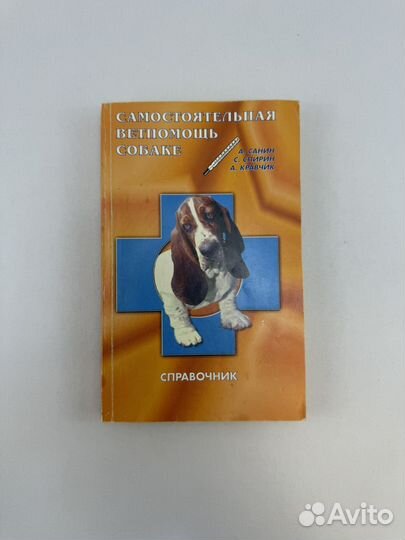 САМОСТОЯТЕЛЬНАЯ
ВЕТПОМОЩЬ
СОБАКЕ
А. САНИН
С. СПИРИН
А. КРАВЧИК
СПРАВОЧНИК
Avito